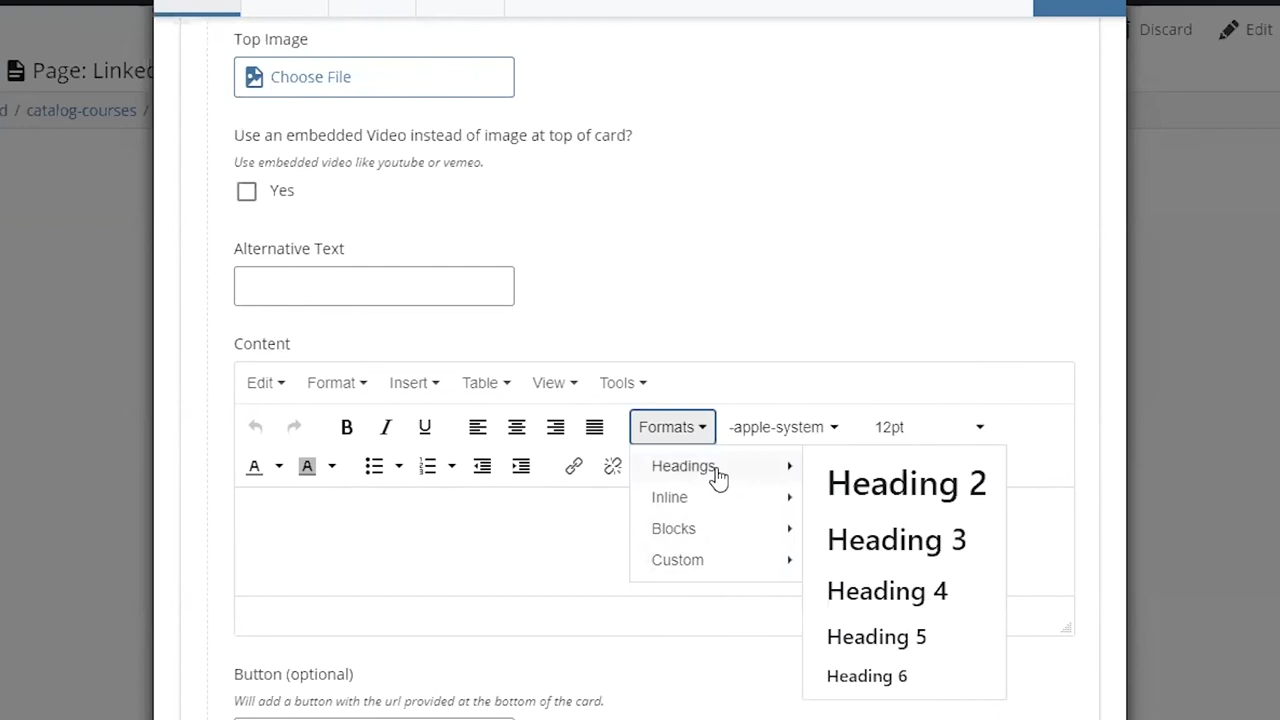 Discard
Edit
Page: Linked
d / catalog-courses /
Top Image
Choose File
Use an embedded Video instead of image at top of card?
Use embedded video like youtube or vemeo.
Yes
Alternative Text
Content
Edit Format Insert Table View Tools
B I U Formats -apple-system 12pt
A A
Headings
Inline
Blocks
Custom
Heading 2
Heading 3
Heading 4
Heading 5
Heading 6
Button (optional)
Will add a button with the url provided at the bottom of the card.